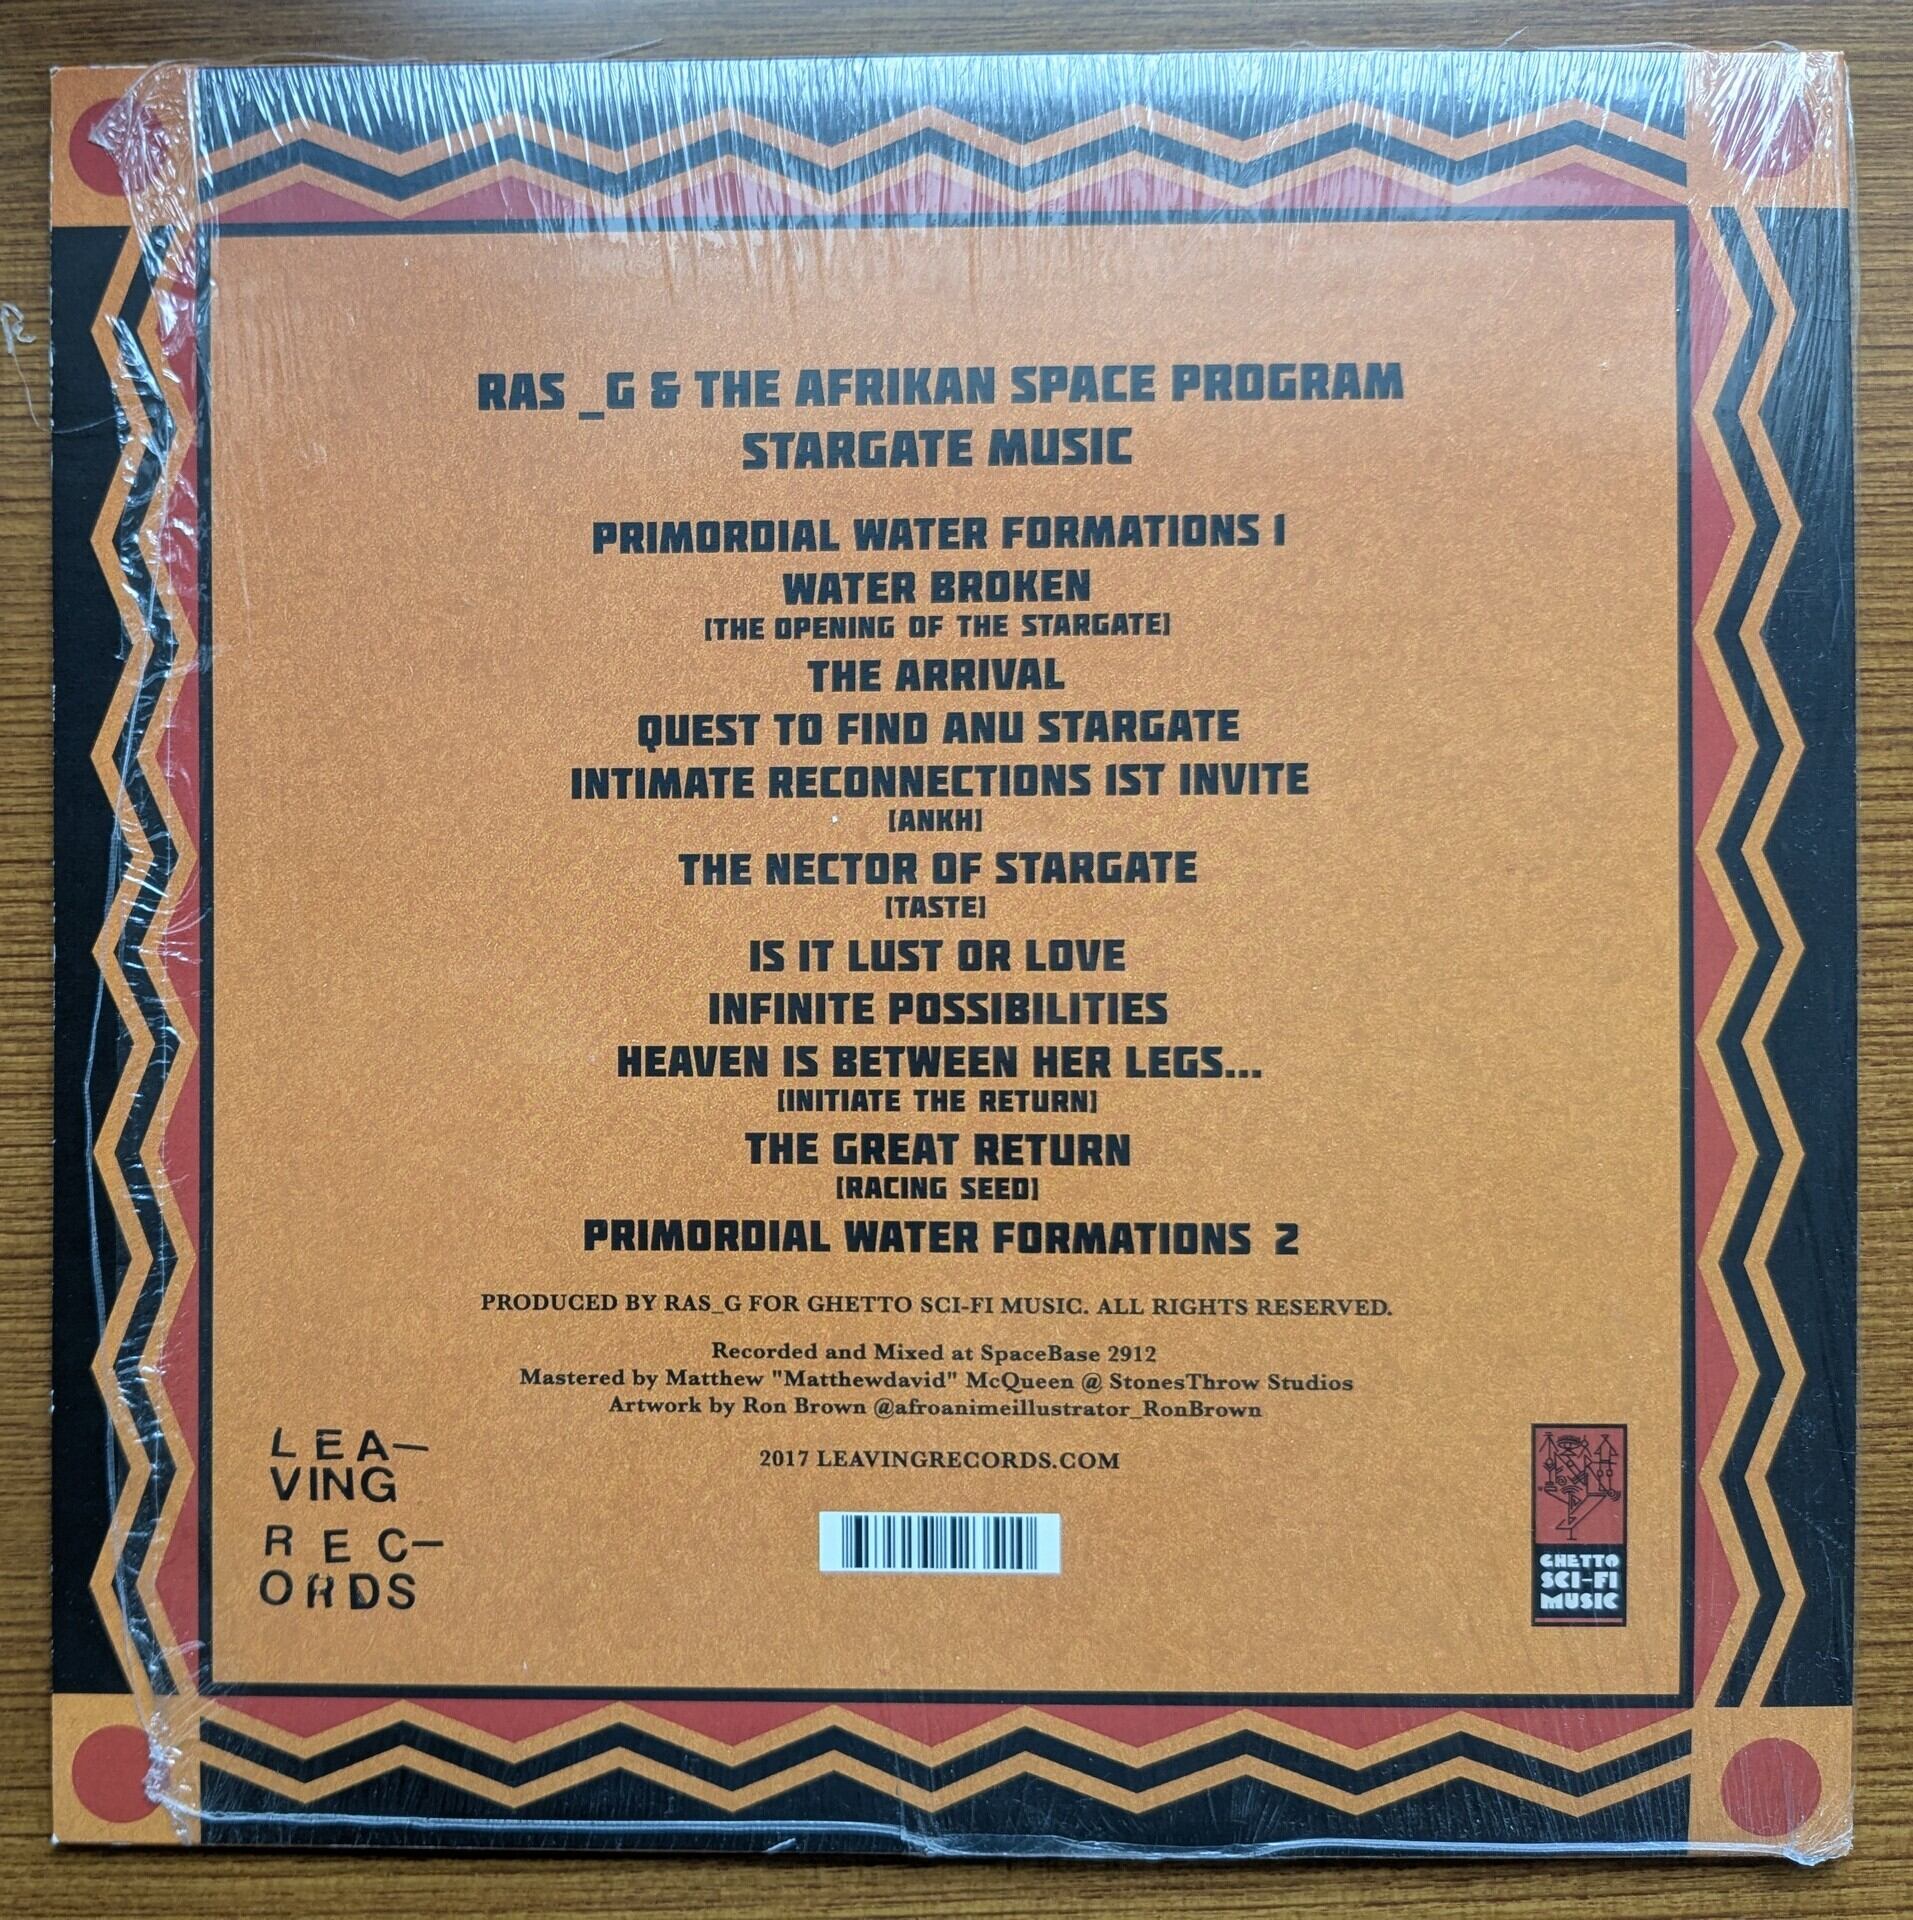 RAS _G & THE AFRIKAN SPACE PROGRAM
STARGATE MUSIC
PRIMORDIAL WATER FORMATIONS 1
WATER BROKEN
[THE OPENING OF THE STARGATE]
THE ARRIVAL
QUEST TO FIND ANU STARGATE
INTIMATE RECONNECTIONS 1ST INVITE
[ANKH]
THE NECTOR OF STARGATE
[TASTE]
IS IT LUST OR LOVE
INFINITE POSSIBILITIES
HEAVEN IS BETWEEN HER LEGS...
[INITIATE THE RETURN]
THE GREAT RETURN
[RACING SEED]
PRIMORDIAL WATER FORMATIONS 2
PRODUCED BY RAS_G FOR GHETTO SCI-FI MUSIC. ALL RIGHTS RESERVED.
Recorded and Mixed at SpaceBase 2912
Mastered by Matthew "Matthewdavid" McQueen @ StonesThrow Studios
Artwork by Ron Brown @afroanimeillustrator_RonBrown
2017 LEAVINGRECORDS.COM
LEA—
VING
REC—
ORDS
GHETTO
SCI-FI
MUSIC